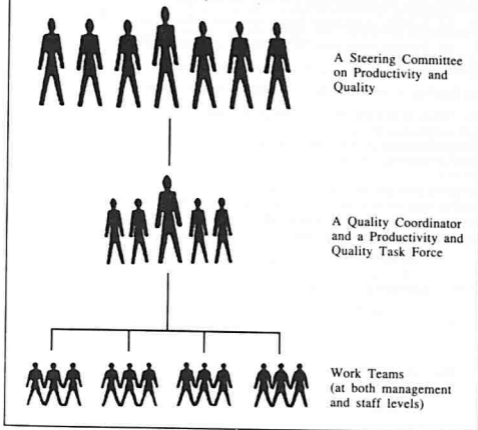 A Steering Committee
on Productivity and
Quality
A Quality Coordinator
and a Productivity and
Quality Task Force
Work Teams
(at both management
and staff levels)